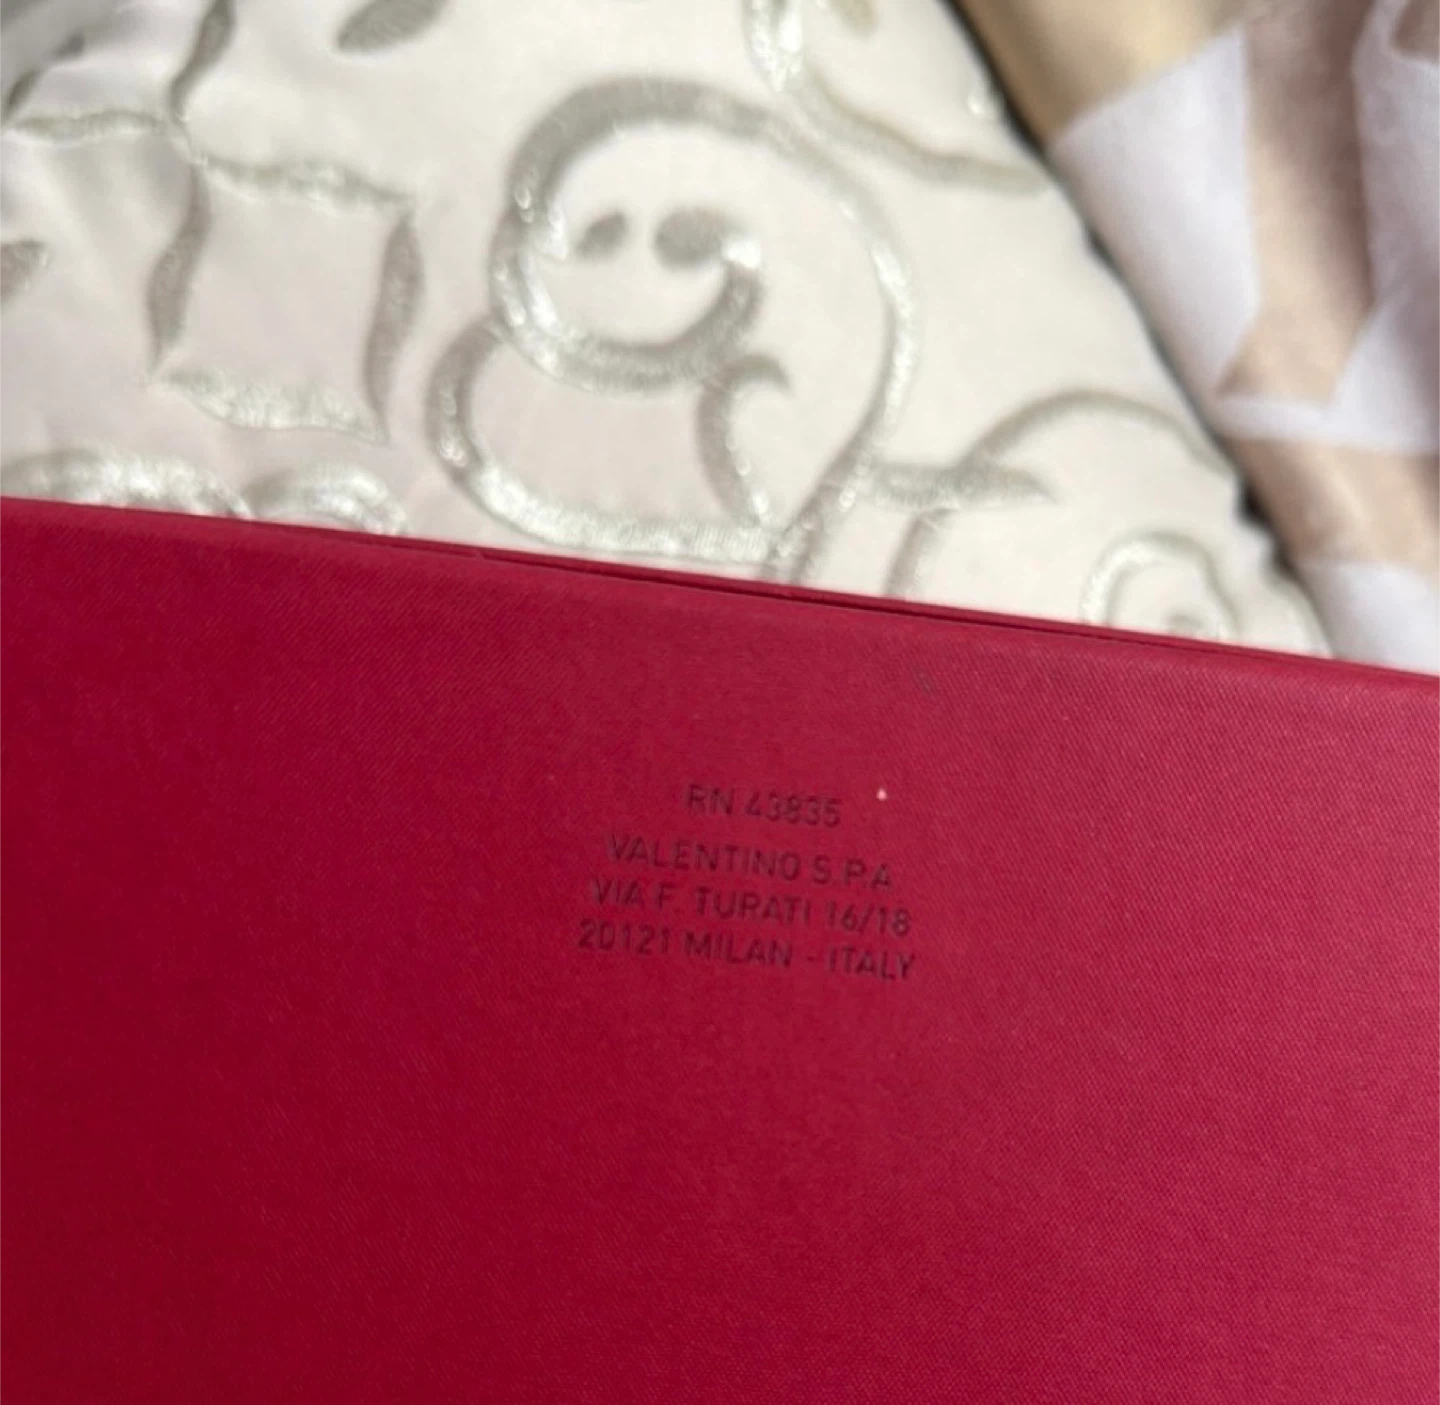 RN 43835
VALENTINO S.P.A.
VIA F. TURATI 16/18
20121 MILAN - ITALY